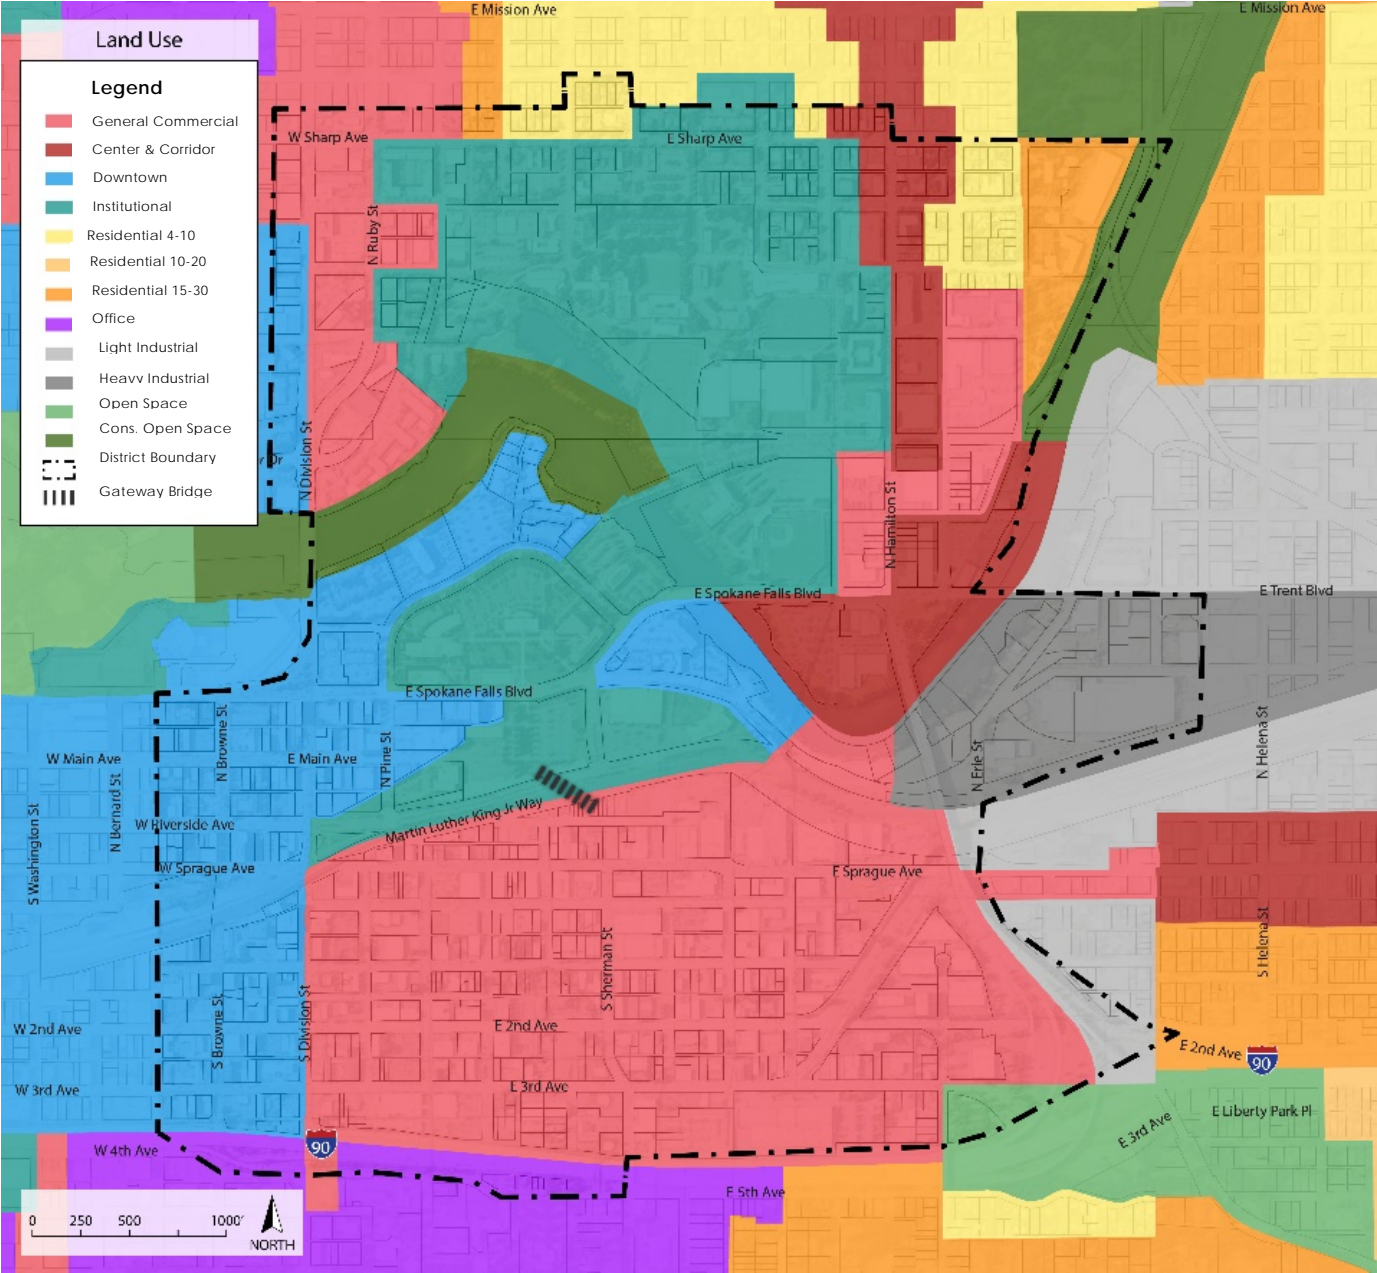 E Mission Ave
E Mission Ave
Land Use
Legend
General Commercial
Center & Corridor
Downtown
Institutional
Residential 4-10
Residential 10-20
Residential 15-30
Office
Light Industrial
Heavy Industrial
Open Space
Cons. Open Space
District Boundary
Gateway Bridge
W Sharp Ave
E Sharp Ave
N Ruby St
N Division St
r Dr
N Hamilton St
E Spokane Falls Blvd
E Trent Blvd
E Spokane Falls Blvd
W Main Ave
N Browne St
E Main Ave
N Pine St
N Erie St
N Helena St
N Bernard St
S Washington St
W Riverside Ave
Martin Luther King Jr Way
W Sprague Ave
E Sprague Ave
S Sherman St
S Helena St
S Browne St
S Division St
W 2nd Ave
E 2nd Ave
E 2nd Ave
90
W 3rd Ave
E 3rd Ave
E 3rd Ave
E Liberty Park Pl
W 4th Ave
90
E 5th Ave
0 250 500 1000'
NORTH